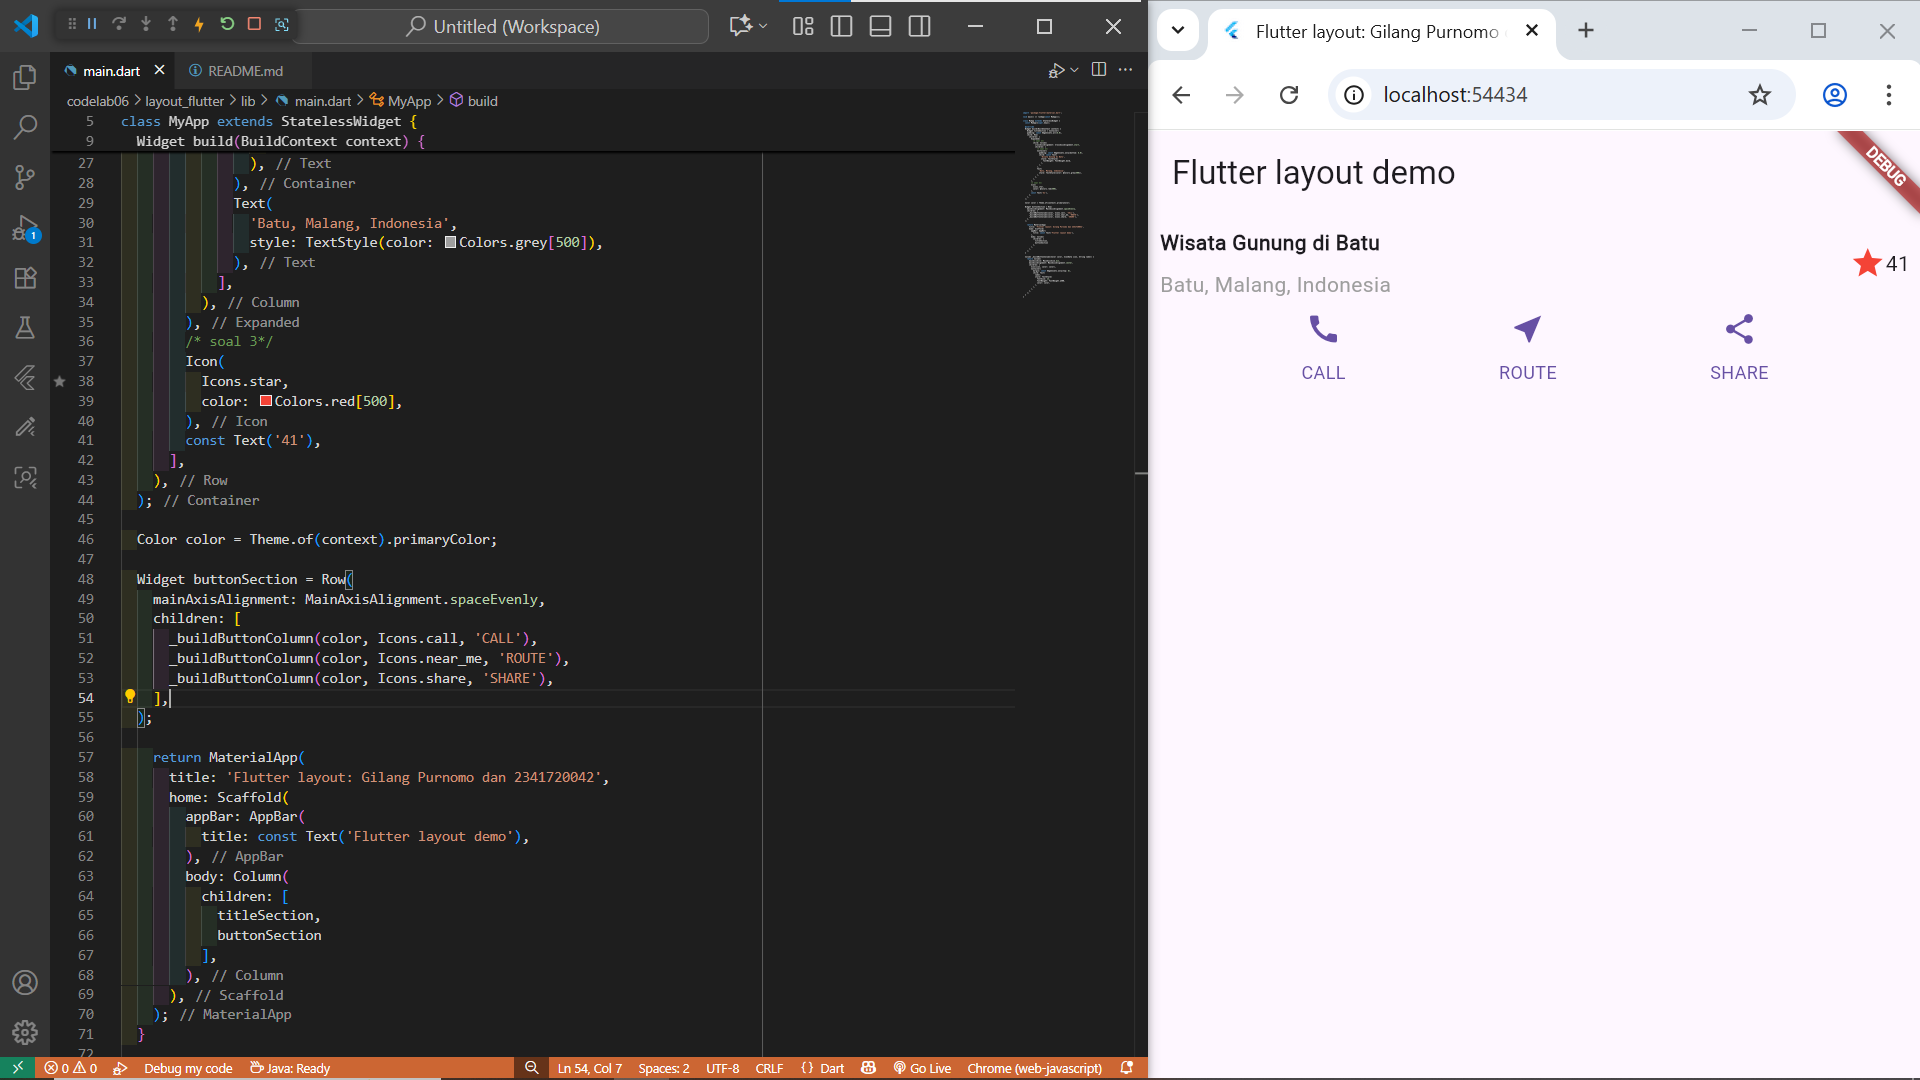 Untitled (Workspace)
main.dart
README.md
codelab06 > layout_flutter > lib > main.dart > MyApp > build
5 class MyApp extends StatelessWidget {
9 Widget build(BuildContext context) {
27 ), // Text
28 ), // Container
29 Text(
30 'Batu, Malang, Indonesia',
31 style: TextStyle(color: Colors.grey[500]),
32 ), // Text
33 ],
34 ), // Column
35 ), // Expanded
36 /* soal 3*/
37 Icon(
38 Icons.star,
39 color: Colors.red[500],
40 ), // Icon
41 const Text('41'),
42 ],
43 ), // Row
44 ); // Container
45
46 Color color = Theme.of(context).primaryColor;
47
48 Widget buttonSection = Row(
49 mainAxisAlignment: MainAxisAlignment.spaceEvenly,
50 children: [
51 _buildButtonColumn(color, Icons.call, 'CALL'),
52 _buildButtonColumn(color, Icons.near_me, 'ROUTE'),
53 _buildButtonColumn(color, Icons.share, 'SHARE'),
54 ],
55 );
56
57 return MaterialApp(
58 title: 'Flutter layout: Gilang Purnomo dan 2341720042',
59 home: Scaffold(
60 appBar: AppBar(
61 title: const Text('Flutter layout demo'),
62 ), // AppBar
63 body: Column(
64 children: [
65 titleSection,
66 buttonSection
67 ],
68 ), // Column
69 ), // Scaffold
70 ); // MaterialApp
71 }
72
1
0 0 Debug my code Java: Ready Ln 54, Col 7 Spaces: 2 UTF-8 CRLF {} Dart Go Live Chrome (web-javascript)
Flutter layout: Gilang Purnomo
localhost:54434
DEBUG
Flutter layout demo
Wisata Gunung di Batu
Batu, Malang, Indonesia
41
CALL ROUTE SHARE